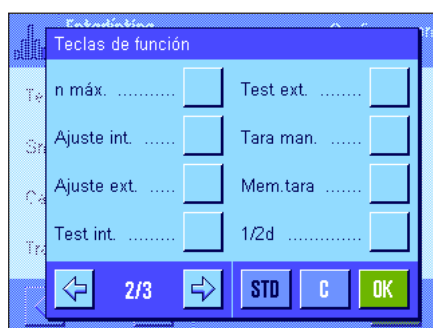 Estadística
Teclas de función
n máx. ........... Test ext. ........
Ajuste int. ...... Tara man. ......
Ajuste ext. ..... Mem.tara .......
Test int. ......... 1/2d ..............
2/3 STD C OK